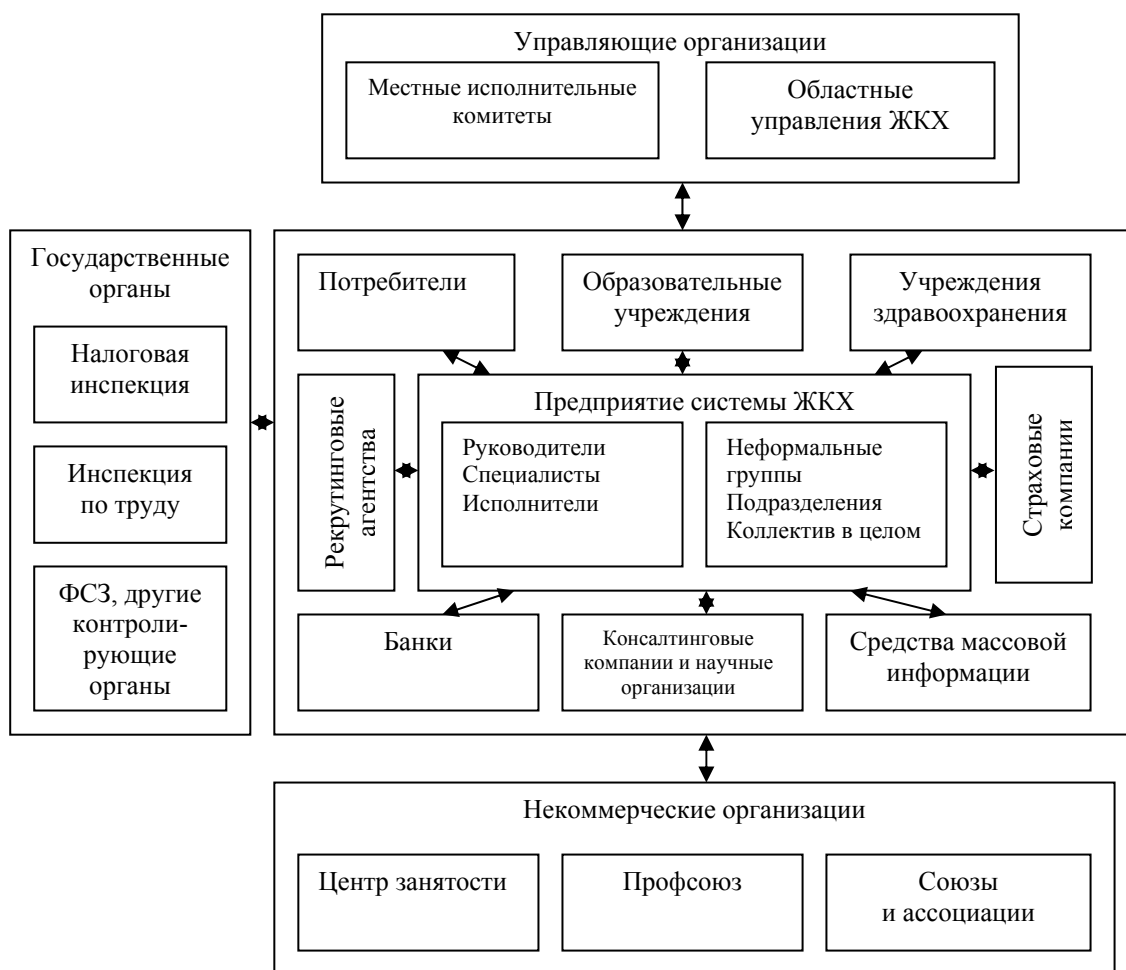 Управляющие организации
Местные исполнительные
комитеты
Областные
управления ЖКХ
Государственные
органы
Налоговая
инспекция
Инспекция
по труду
ФСЗ, другие
контроли-
рующие
органы
Потребители
Образовательные
учреждения
Учреждения
здравоохранения
Рекрутинговые
агентства
Предприятие системы ЖКХ
Руководители
Специалисты
Исполнители
Неформальные
группы
Подразделения
Коллектив в целом
Страховые
компании
Банки
Консалтинговые
компании и научные
организации
Средства массовой
информации
Некоммерческие организации
Центр занятости
Профсоюз
Союзы
и ассоциации